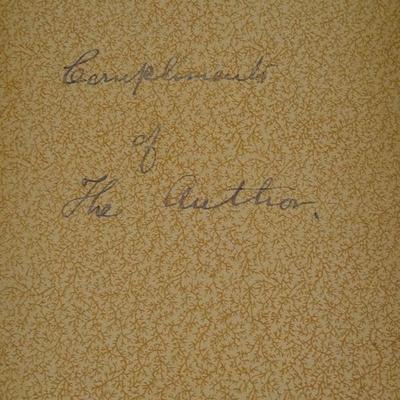 Compliments
of
The Author.